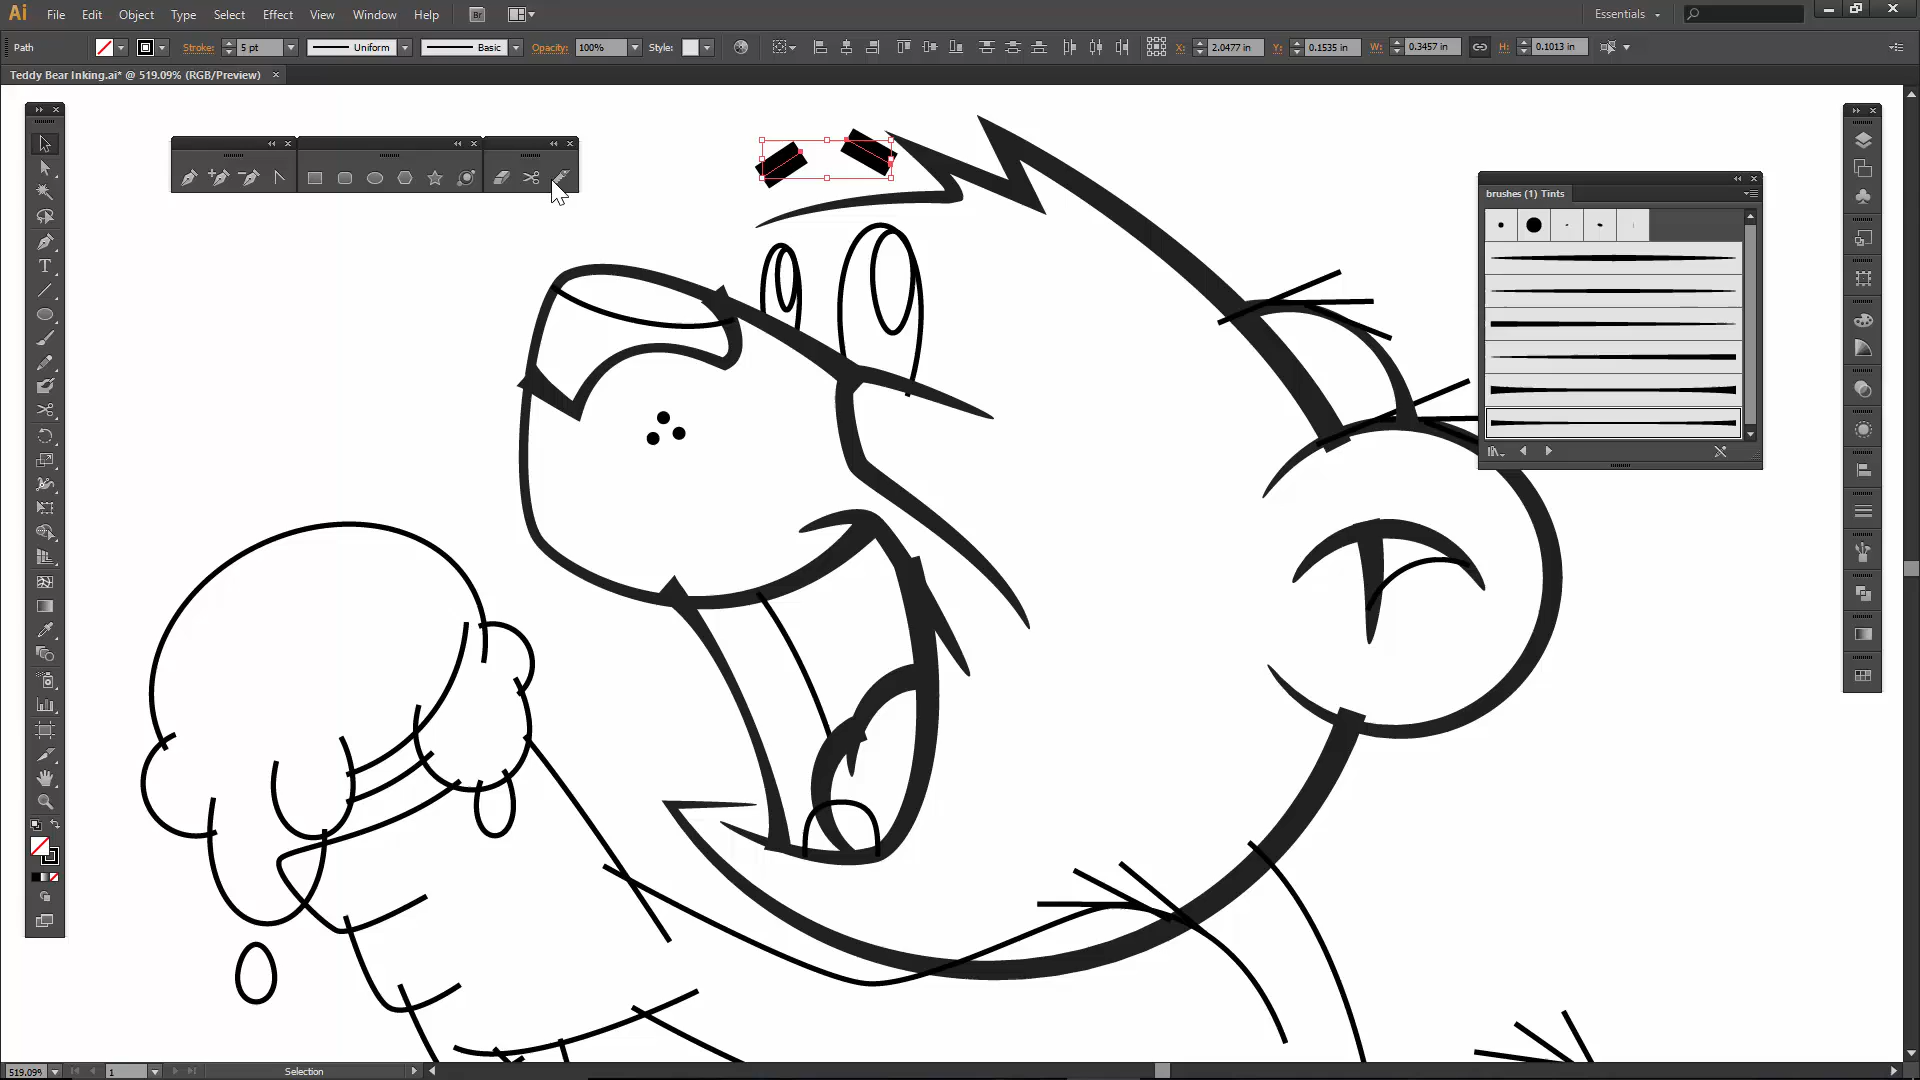 Ai File Edit Object Type Select Effect View Window Help Br Essentials
Path Stroke: 5 pt Uniform Basic Opacity: 100% Style: X: 2.0477 in Y: 0.1535 in W: 0.3457 in H: 0.1013 in
Teddy Bear Inking.ai* @ 519.09% (RGB/Preview)
brushes (1) Tints
T
519.09% 1 Selection